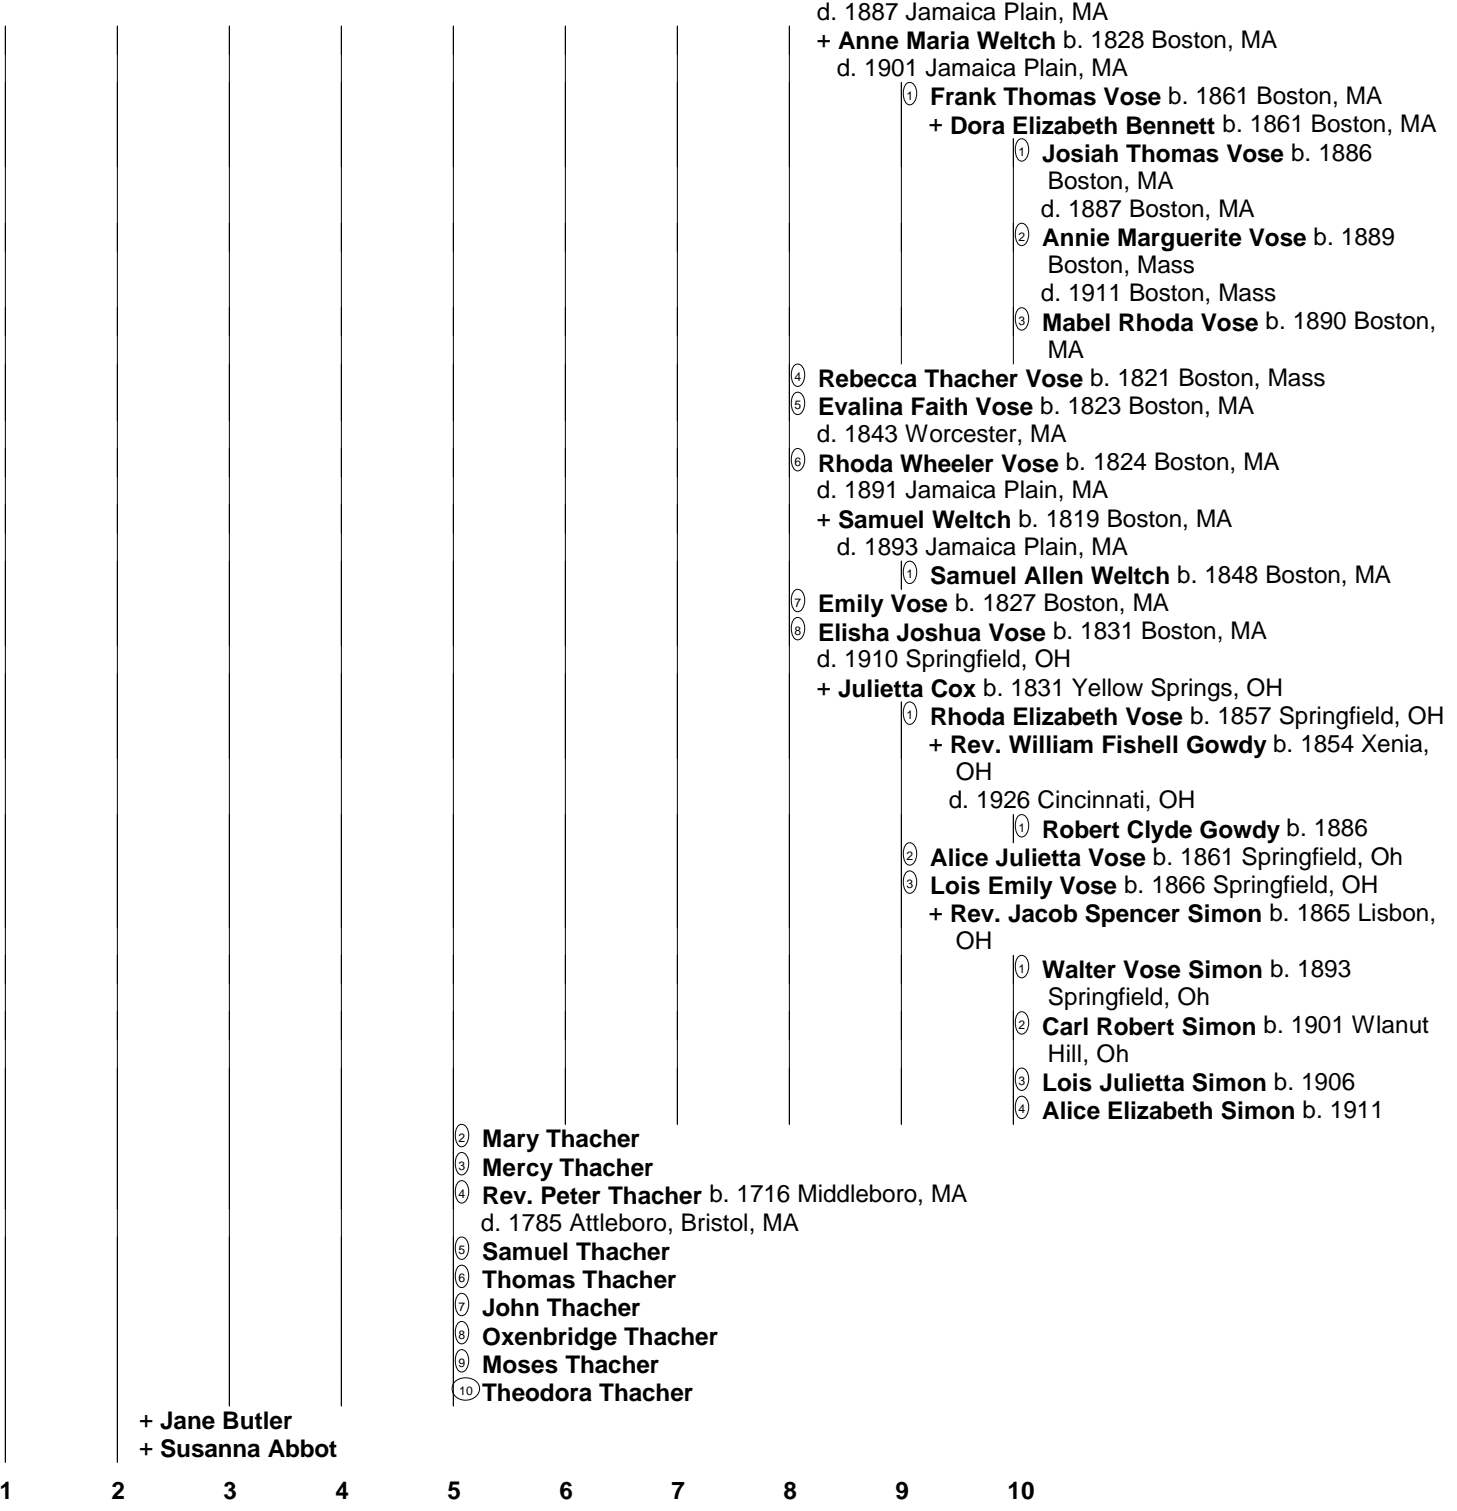 d. 1887 Jamaica Plain, MA
+ Anne Maria Weltch b. 1828 Boston, MA
d. 1901 Jamaica Plain, MA
1 Frank Thomas Vose b. 1861 Boston, MA
+ Dora Elizabeth Bennett b. 1861 Boston, MA
1 Josiah Thomas Vose b. 1886
Boston, MA
d. 1887 Boston, MA
2 Annie Marguerite Vose b. 1889
Boston, Mass
d. 1911 Boston, Mass
3 Mabel Rhoda Vose b. 1890 Boston,
MA
4 Rebecca Thacher Vose b. 1821 Boston, Mass
5 Evalina Faith Vose b. 1823 Boston, MA
d. 1843 Worcester, MA
6 Rhoda Wheeler Vose b. 1824 Boston, MA
d. 1891 Jamaica Plain, MA
+ Samuel Weltch b. 1819 Boston, MA
d. 1893 Jamaica Plain, MA
1 Samuel Allen Weltch b. 1848 Boston, MA
7 Emily Vose b. 1827 Boston, MA
8 Elisha Joshua Vose b. 1831 Boston, MA
d. 1910 Springfield, OH
+ Julietta Cox b. 1831 Yellow Springs, OH
1 Rhoda Elizabeth Vose b. 1857 Springfield, OH
+ Rev. William Fishell Gowdy b. 1854 Xenia,
OH
d. 1926 Cincinnati, OH
1 Robert Clyde Gowdy b. 1886
2 Alice Julietta Vose b. 1861 Springfield, Oh
3 Lois Emily Vose b. 1866 Springfield, OH
+ Rev. Jacob Spencer Simon b. 1865 Lisbon,
OH
1 Walter Vose Simon b. 1893
Springfield, Oh
2 Carl Robert Simon b. 1901 Wlanut
Hill, Oh
3 Lois Julietta Simon b. 1906
4 Alice Elizabeth Simon b. 1911
2 Mary Thacher
3 Mercy Thacher
4 Rev. Peter Thacher b. 1716 Middleboro, MA
d. 1785 Attleboro, Bristol, MA
5 Samuel Thacher
6 Thomas Thacher
7 John Thacher
8 Oxenbridge Thacher
9 Moses Thacher
10 Theodora Thacher
+ Jane Butler
+ Susanna Abbot
1 2 3 4 5 6 7 8 9 10